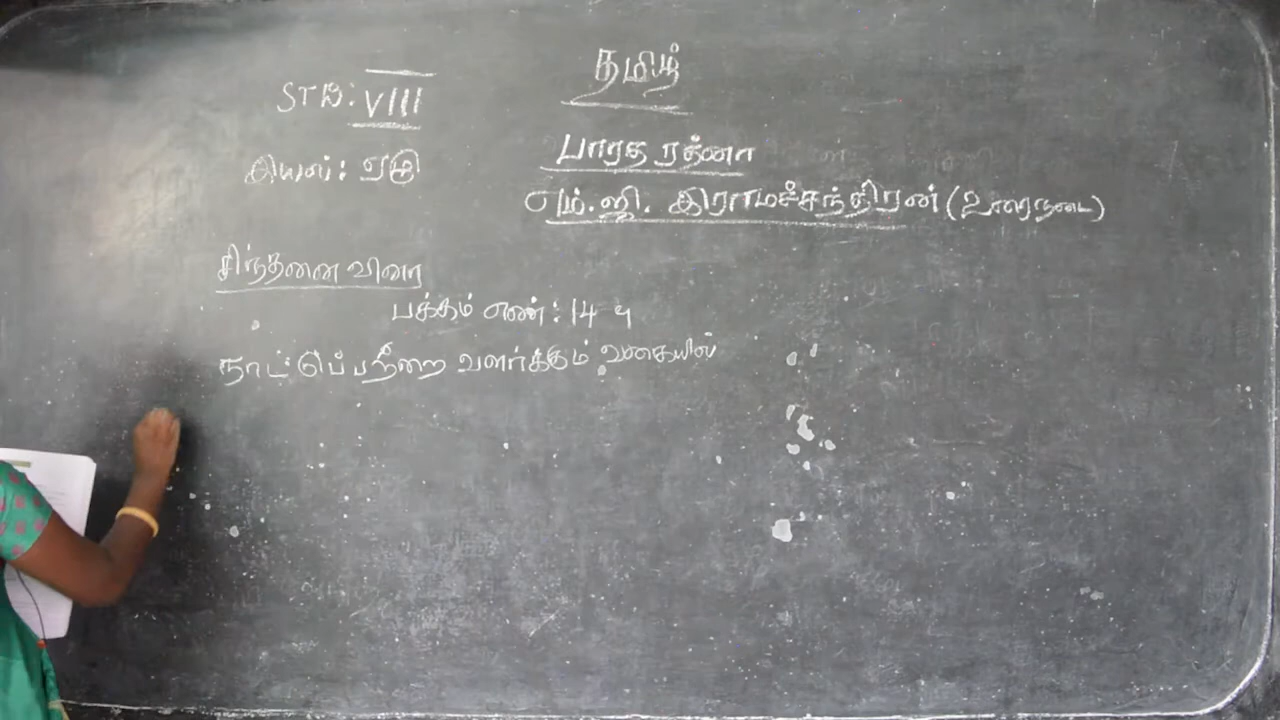 தமிழ்
STD: VIII
பாரத ரத்னா
இயல்: ஏழு
எம்.ஜி. இராமச்சந்திரன் (உரைநடை)
சிந்தனை வினா
பக்கம் எண்: 14
நாட்டுப்பற்றை வளர்க்கும் வகையில்